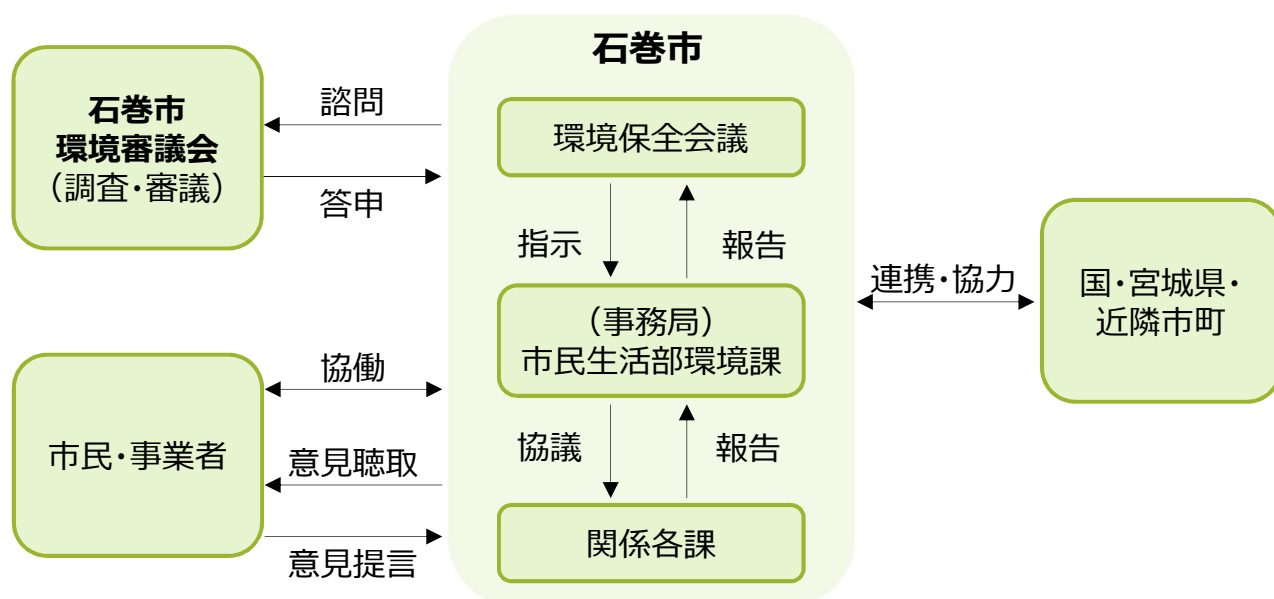 石巻市
環境審議会
（調査・審議）
諮問
答申
市民・事業者
協働
意見聴取
意見提言
石巻市
環境保全会議
指示
報告
（事務局）
市民生活部環境課
協議
報告
関係各課
連携・協力
国・宮城県・
近隣市町